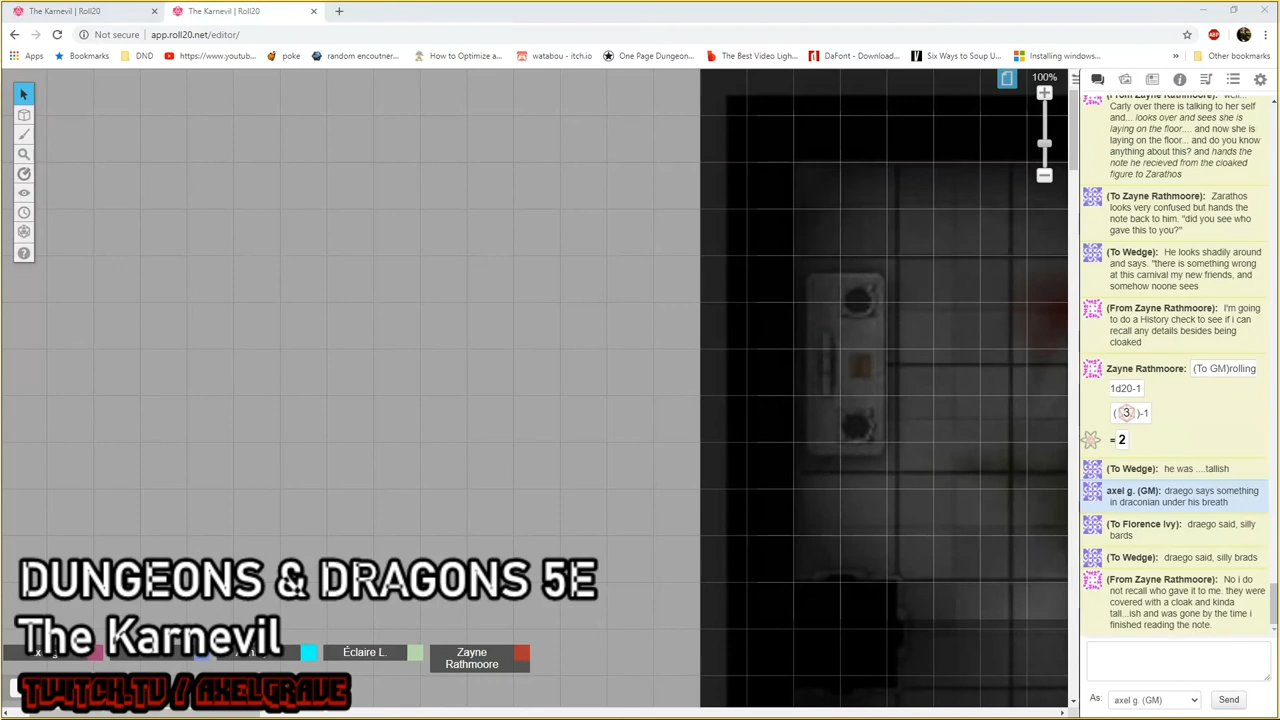 The Karnevil | Roll20
The Karnevil | Roll20
Not secure | app.roll20.net/editor/
ABP
Apps
Bookmarks
DND
https://www.youtub...
poke
random encoutner...
How to Optimize a...
watabou - itch.io
One Page Dungeon...
The Best Video Ligh...
DaFont - Download...
Six Ways to Soup U...
Installing windows...
Other bookmarks
100%
(From Zayne Rathmoore): well...
Carly over there is talking to her self
and... looks over and sees she is
laying on the floor.... and now she is
laying on the floor... and do you know
anything about this? and hands the
note he recieved from the cloaked
figure to Zarathos
(To Zayne Rathmoore): Zarathos
looks very confused but hands the
note back to him. "did you see who
gave this to you?"
(To Wedge): He looks shadily around
and says. "there is something wrong
at this carnival my new friends, and
somehow noone sees
(From Zayne Rathmoore): I'm going
to do a History check to see if i can
recall any details besides being
cloaked
Zayne Rathmoore: (To GM)rolling
1d20-1
(3)-1
=2
(To Wedge): he was ....tallish
axel g. (GM): draego says something
in draconian under his breath
(To Florence Ivy): draego said, silly
bards
(To Wedge): draego said, silly brads
(From Zayne Rathmoore): No i do
not recall who gave it to me. they were
covered with a cloak and kinda
tall...ish and was gone by the time i
finished reading the note.
As: axel g. (GM) Send
DUNGEONS & DRAGONS 5E
The Karnevil
Éclaire L.
Zayne
Rathmoore
TWITCH.TV / AXELGRAVE